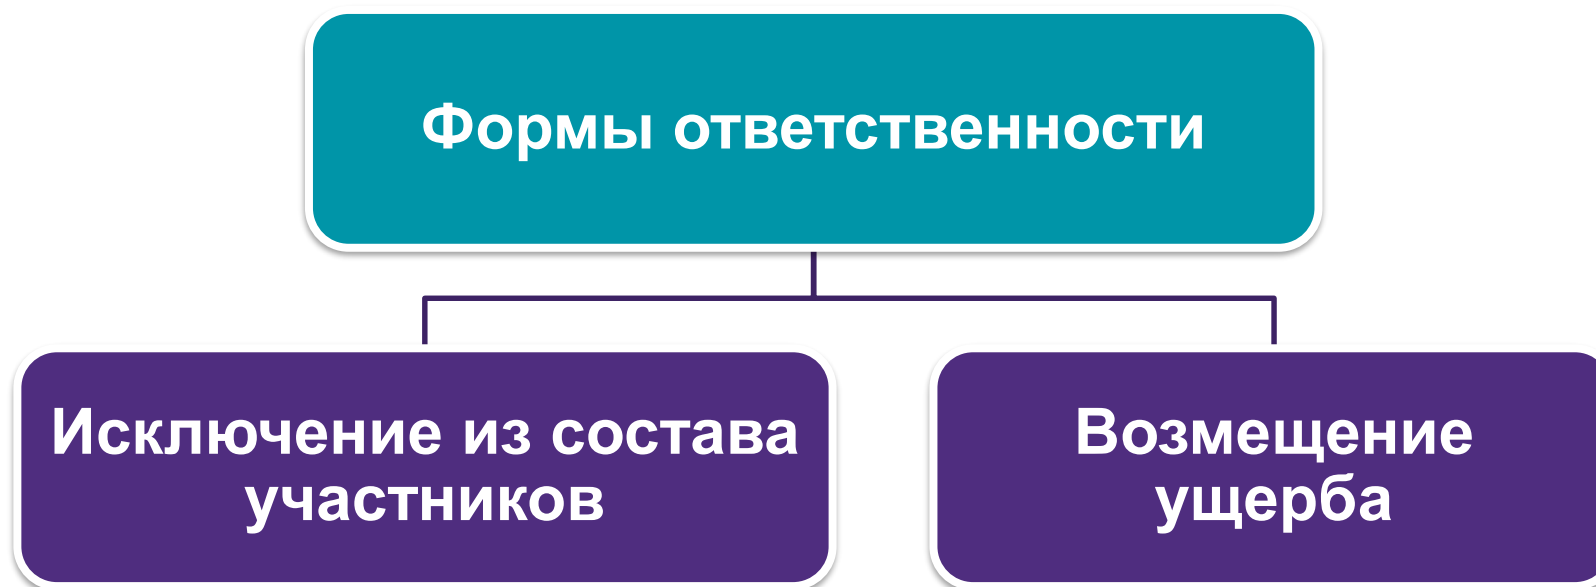 Формы ответственности
Исключение из состава
участников
Возмещение
ущерба